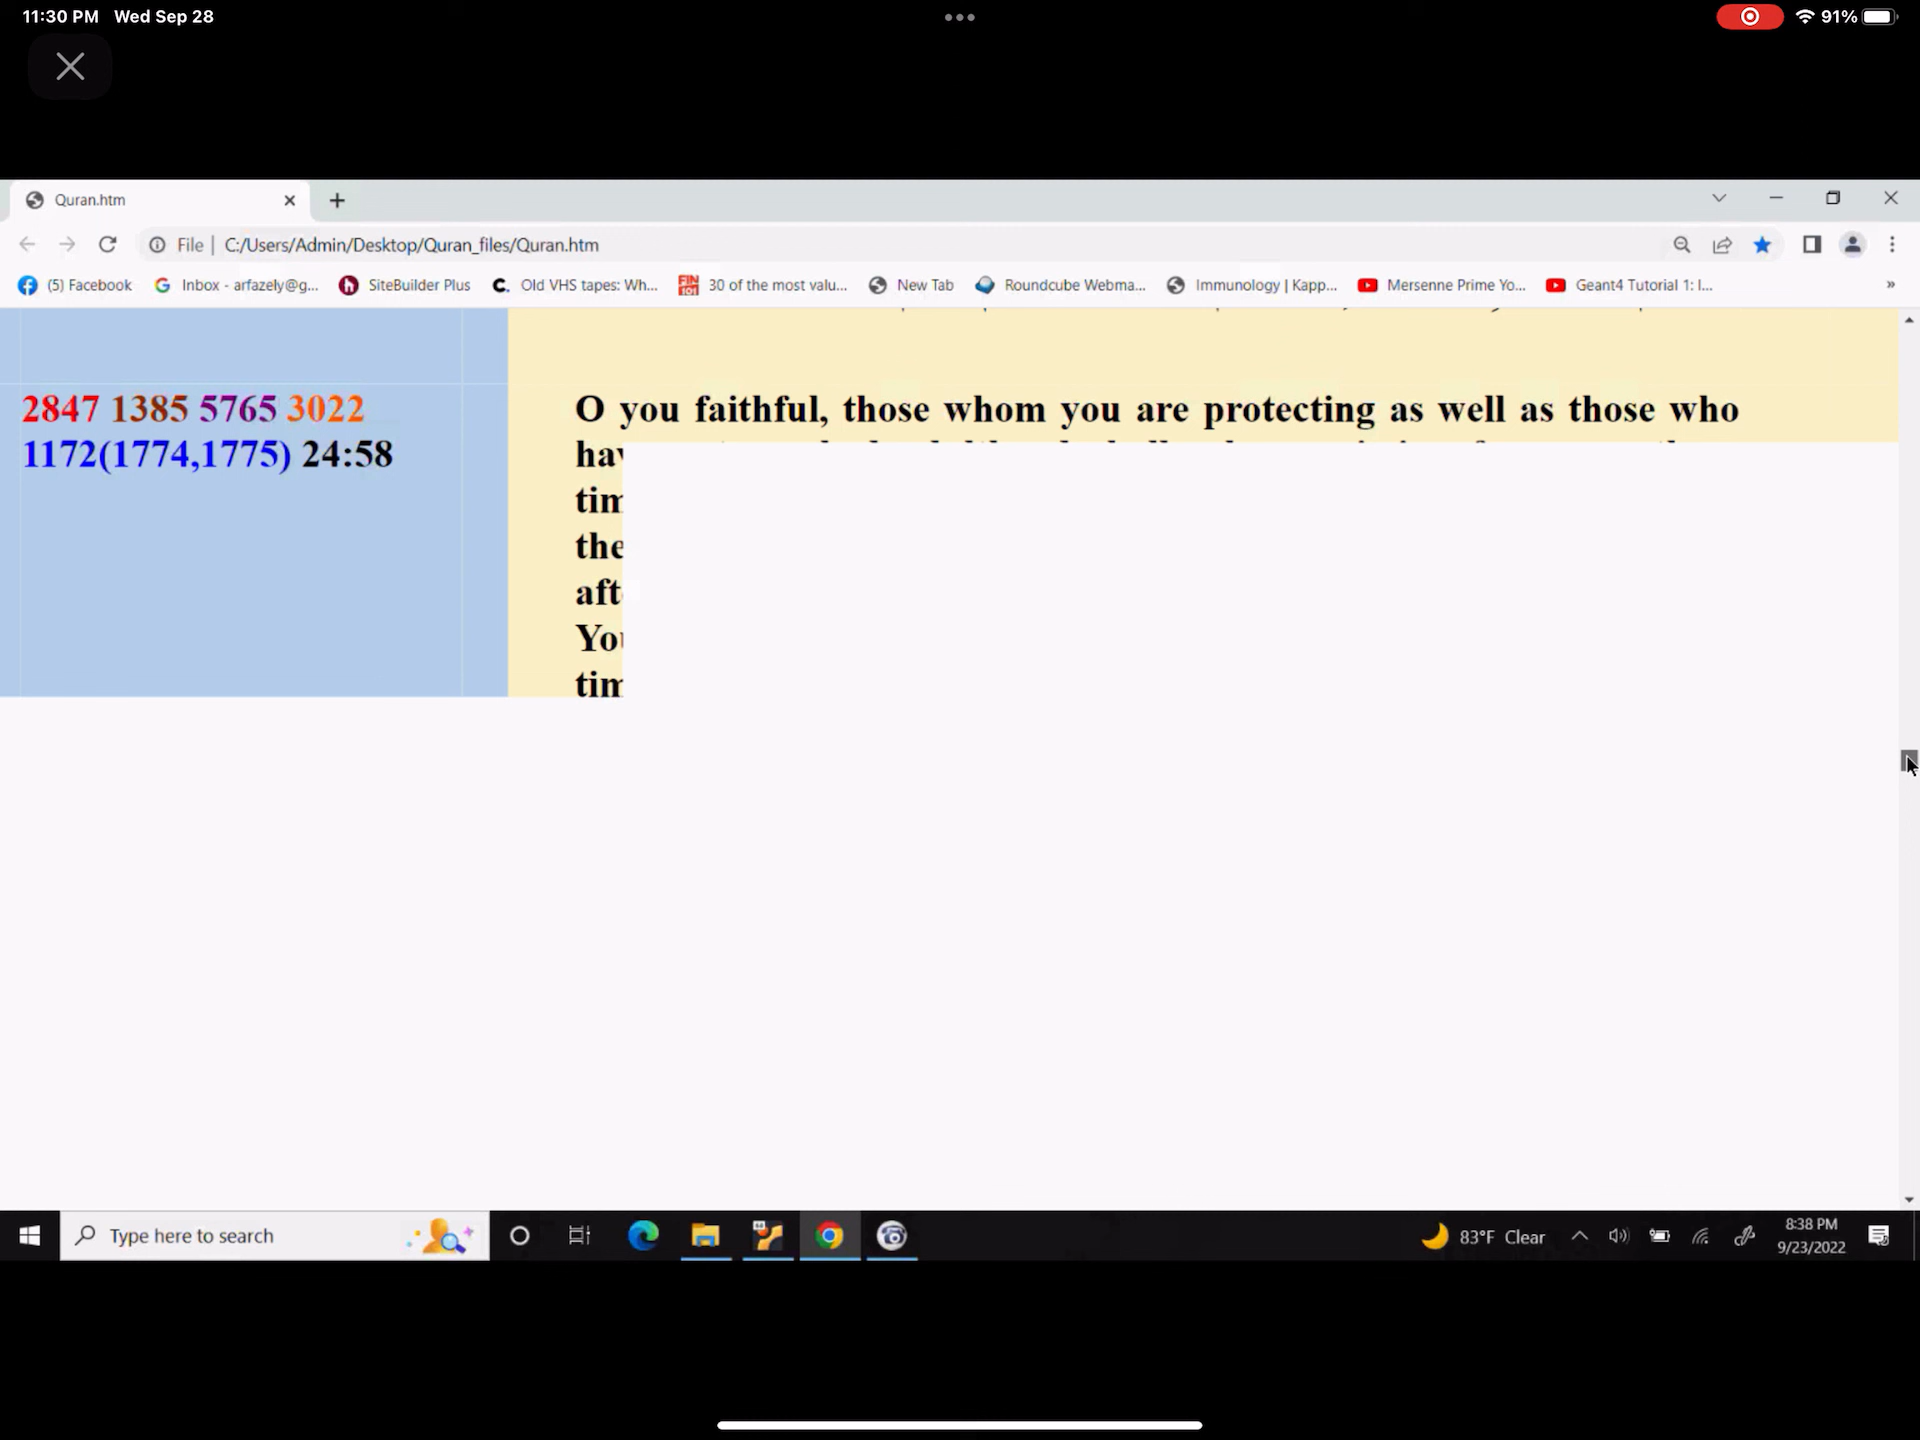 11:30 PM Wed Sep 28
91%
Quran.htm
File | C:/Users/Admin/Desktop/Quran_files/Quran.htm
(5) Facebook Inbox - arfazely@g... SiteBuilder Plus Old VHS tapes: Wh... 30 of the most valu... New Tab Roundcube Webma... Immunology | Kapp... Mersenne Prime Yo... Geant4 Tutorial 1: I... »
2847 1385 5765 3022
1172(1774,1775) 24:58
O you faithful, those whom you are protecting as well as those who
the
Type here to search
83°F Clear
8:38 PM
9/23/2022